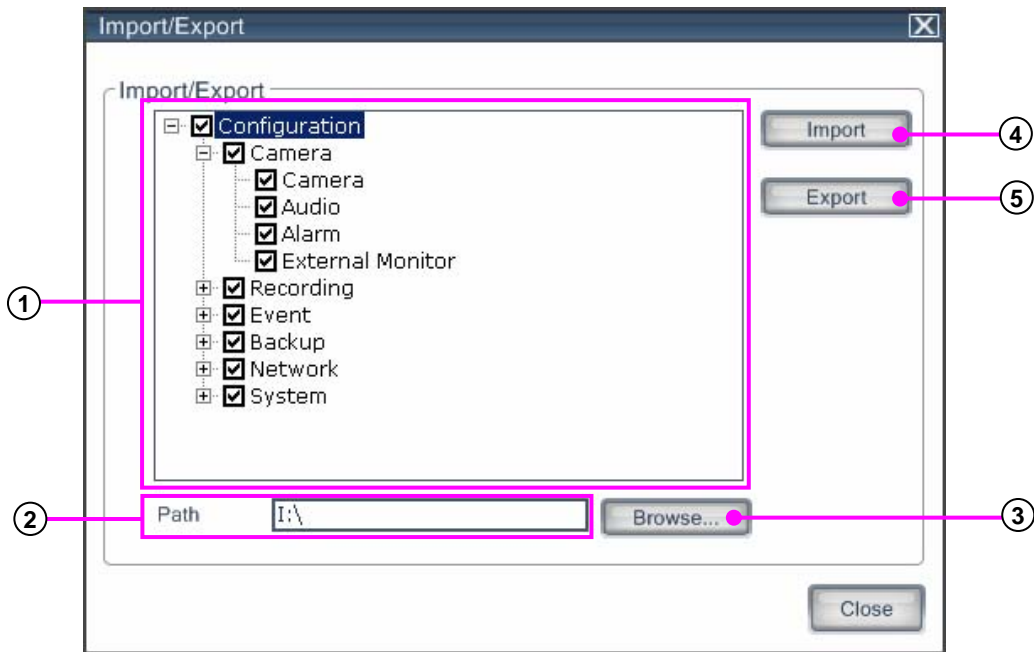 Import/Export
Import/Export
Configuration
Import
4
Camera
Camera
Export
5
Audio
Alarm
External Monitor
1
Recording
Event
Backup
Network
System
2
Path
I:\
Browse...
3
Close